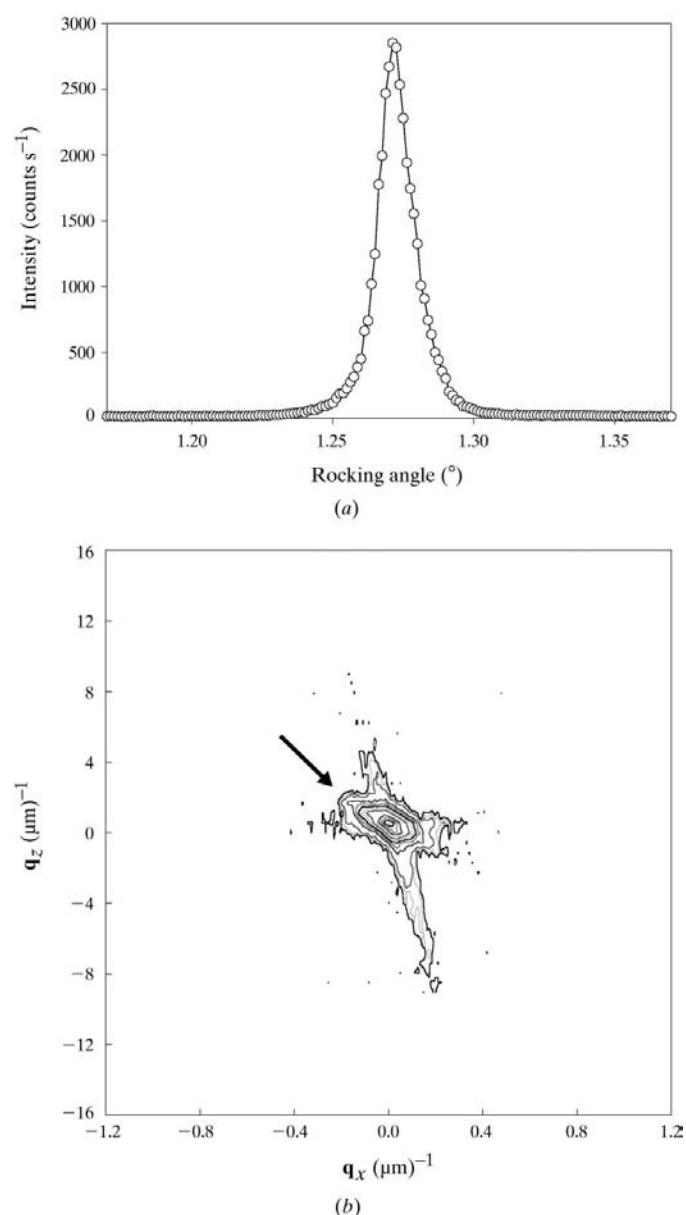 3000
2500
2000
1500
1000
500
0
Intensity (counts s⁻¹)
1.20 1.25 1.30 1.35
Rocking angle (°)
(a)
16
12
8
4
0
−4
−8
−12
−16
q_z (μm)⁻¹
−1.2 −0.8 −0.4 0.0 0.4 0.8 1.2
q_x (μm)⁻¹
(b)